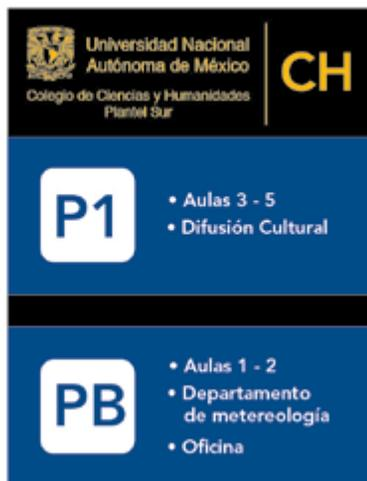 Universidad Nacional
Autónoma de México
Colegio de Ciencias y Humanidades
Plantel Sur
CH
P1
• Aulas 3 - 5
• Difusión Cultural
PB
• Aulas 1 - 2
• Departamento
de metereología
• Oficina